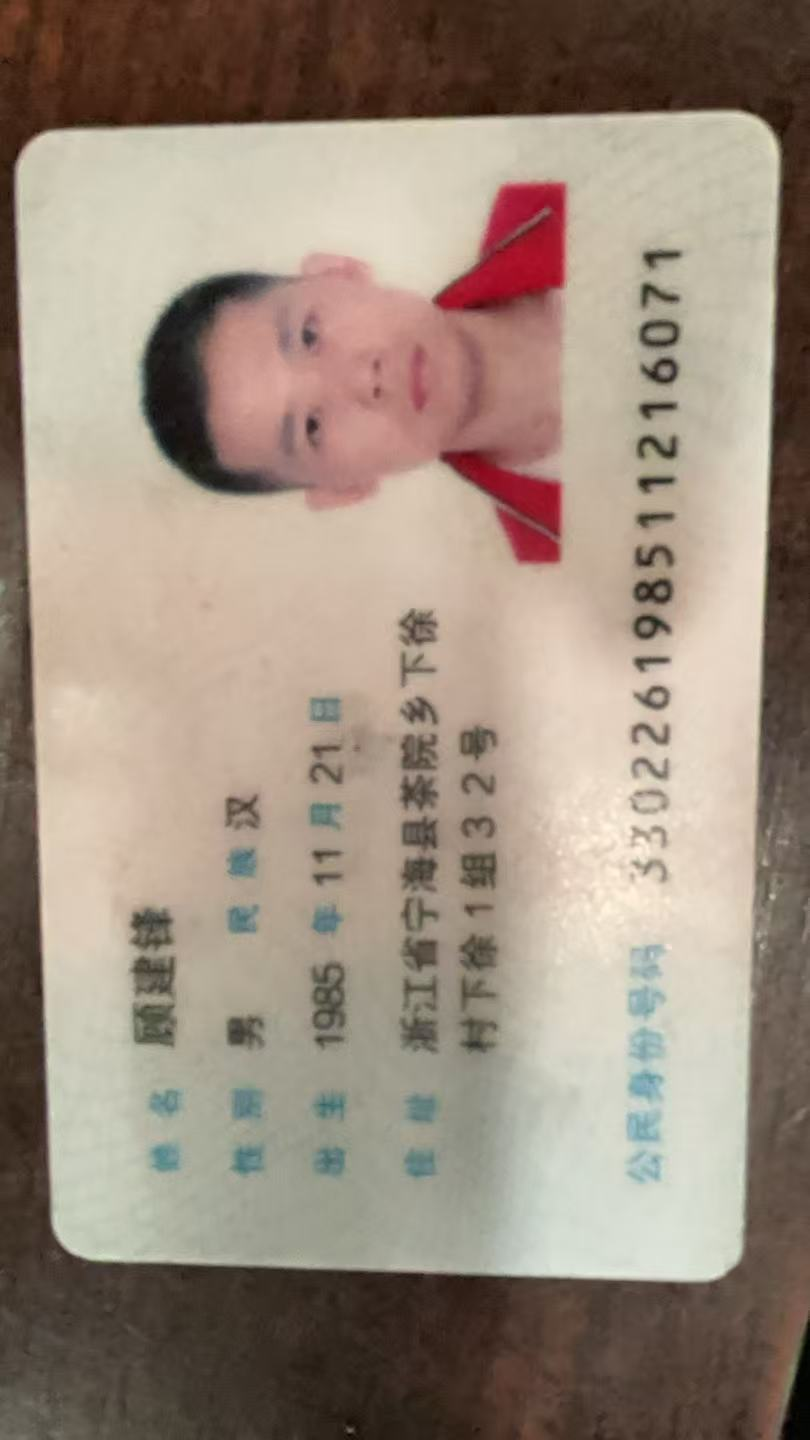 姓名 顾建锋
性别 男 民族 汉
出生 1985 年 11 月 21 日
住址 浙江省宁海县茶院乡下徐
村下徐1组32号
公民身份号码 330226198511216071